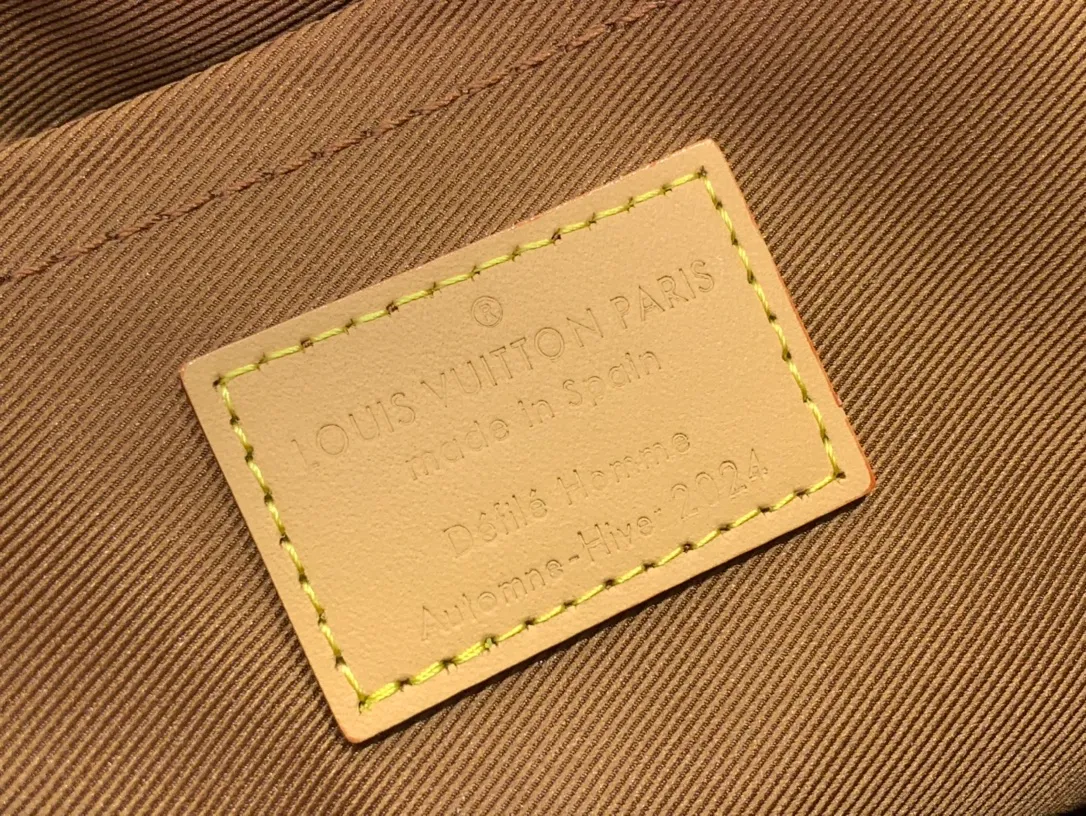 ®
LOUIS VUITTON PARIS
made in Spain
Défilé Homme
Automne-Hiver 2024